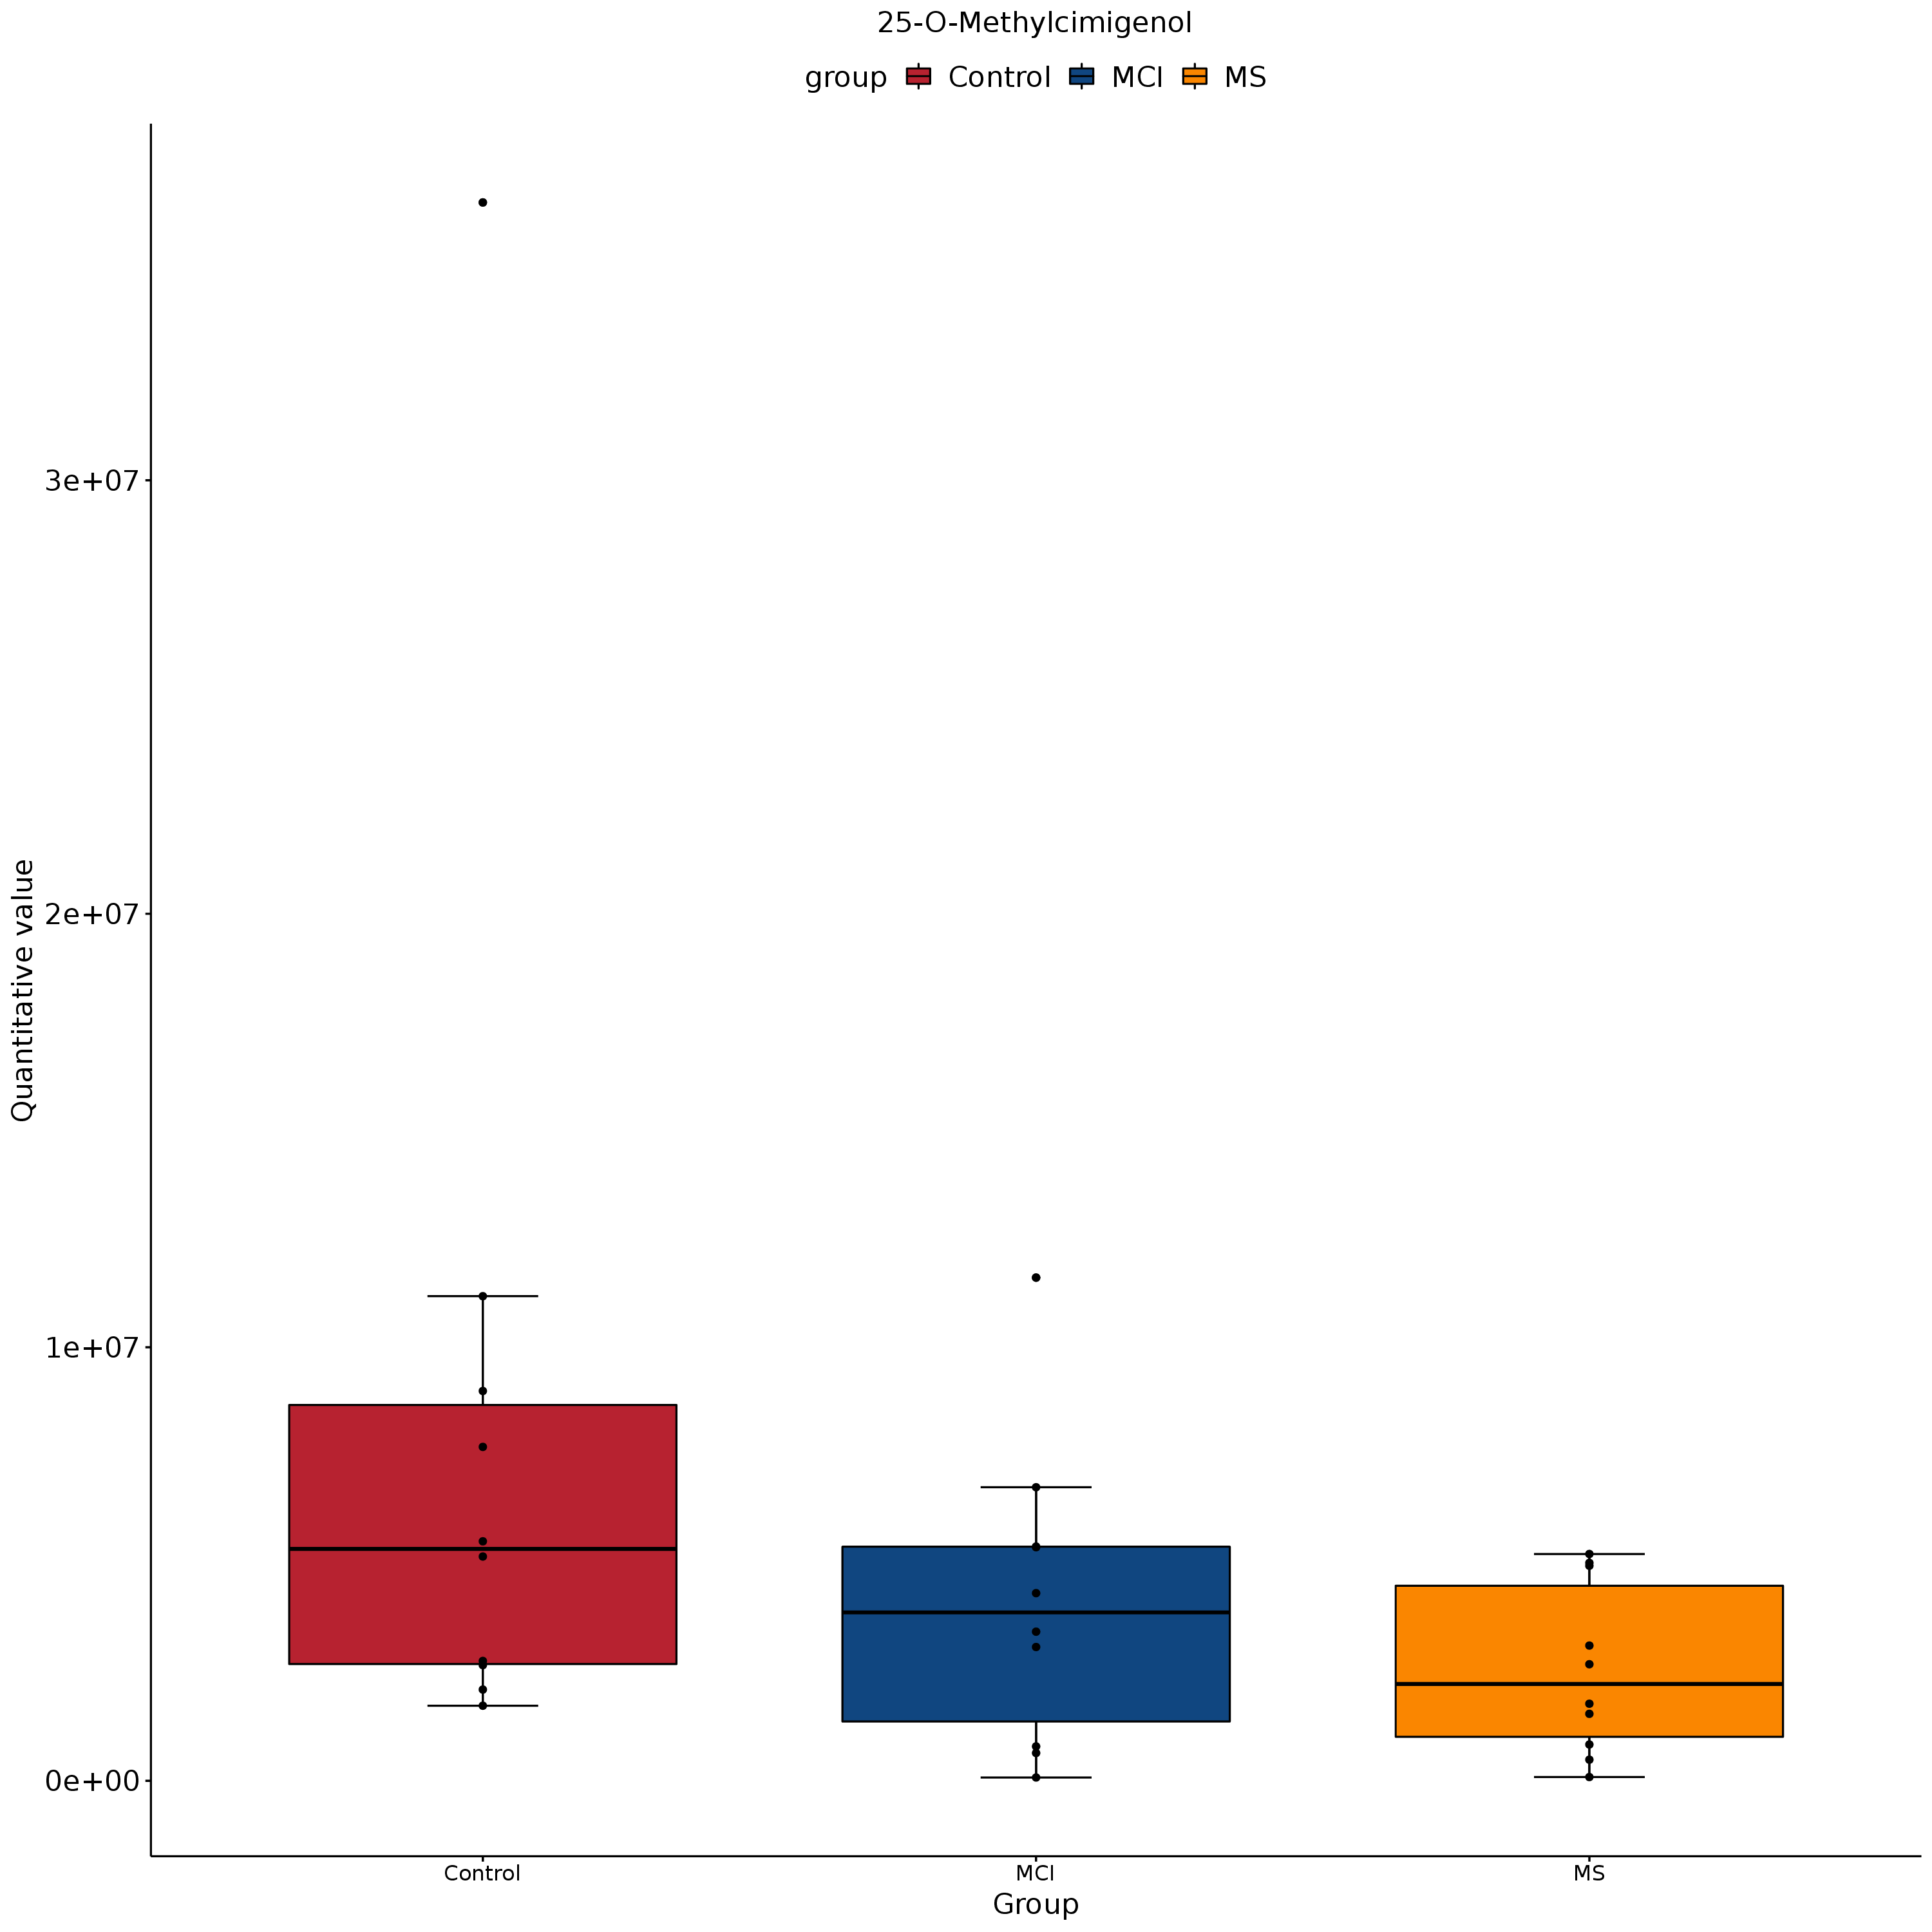 25-O-Methylcimigenol
group Control MCI MS
3e+07
2e+07
1e+07
0e+00
Quantitative value
Control MCI MS
Group